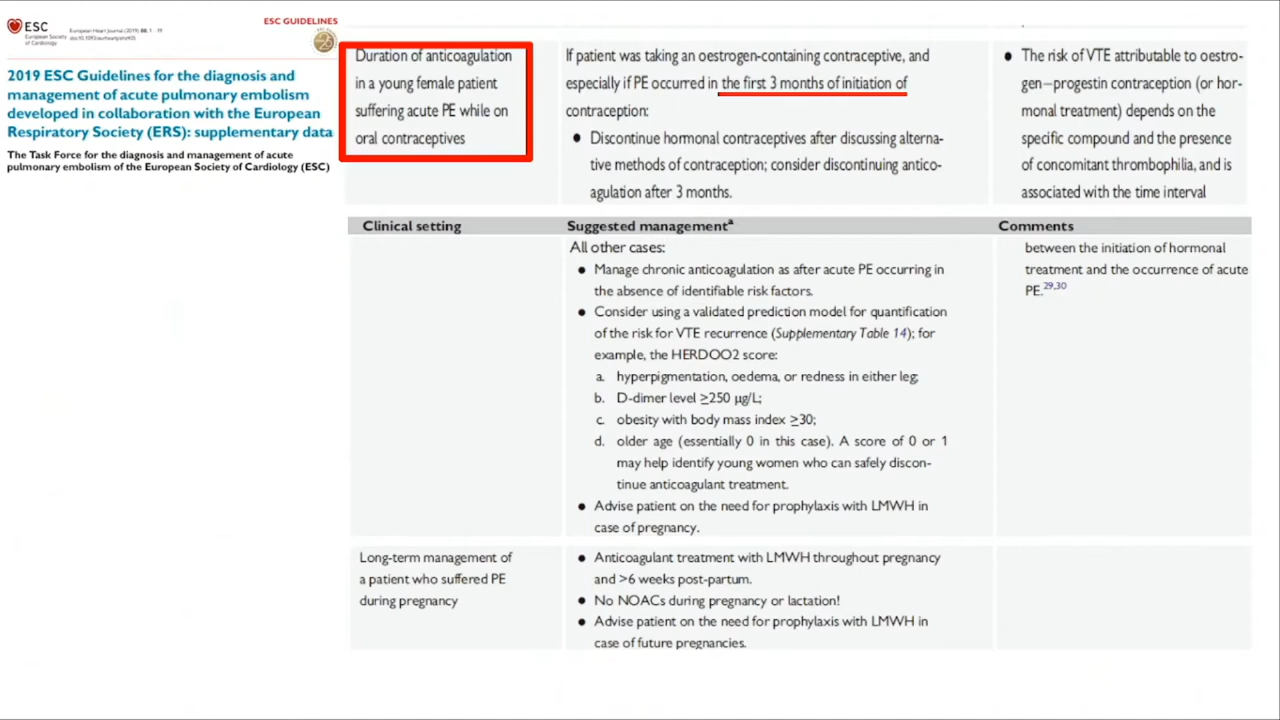 ESC
European Society
of Cardiology
European Heart Journal (2019)
ESC GUIDELINES
2019 ESC Guidelines for the diagnosis and
management of acute pulmonary embolism
developed in collaboration with the European
Respiratory Society (ERS): supplementary data
The Task Force for the diagnosis and management of acute
pulmonary embolism of the European Society of Cardiology (ESC)
Duration of anticoagulation
in a young female patient
suffering acute PE while on
oral contraceptives
If patient was taking an oestrogen-containing contraceptive, and
especially if PE occurred in the first 3 months of initiation of
contraception:
● Discontinue hormonal contraceptives after discussing alterna-
tive methods of contraception; consider discontinuing antico-
agulation after 3 months.
● The risk of VTE attributable to oestro-
gen–progestin contraception (or hor-
monal treatment) depends on the
specific compound and the presence
of concomitant thrombophilia, and is
associated with the time interval
Clinical setting
Suggested managementᵃ
Comments
All other cases:
● Manage chronic anticoagulation as after acute PE occurring in
the absence of identifiable risk factors.
● Consider using a validated prediction model for quantification
of the risk for VTE recurrence (Supplementary Table 14); for
example, the HERDOO2 score:
a. hyperpigmentation, oedema, or redness in either leg;
b. D-dimer level ≥250 µg/L;
c. obesity with body mass index ≥30;
d. older age (essentially 0 in this case). A score of 0 or 1
may help identify young women who can safely discon-
tinue anticoagulant treatment.
● Advise patient on the need for prophylaxis with LMWH in
case of pregnancy.
between the initiation of hormonal
treatment and the occurrence of acute
PE.²⁹,³⁰
Long-term management of
a patient who suffered PE
during pregnancy
● Anticoagulant treatment with LMWH throughout pregnancy
and >6 weeks post-partum.
● No NOACs during pregnancy or lactation!
● Advise patient on the need for prophylaxis with LMWH in
case of future pregnancies.